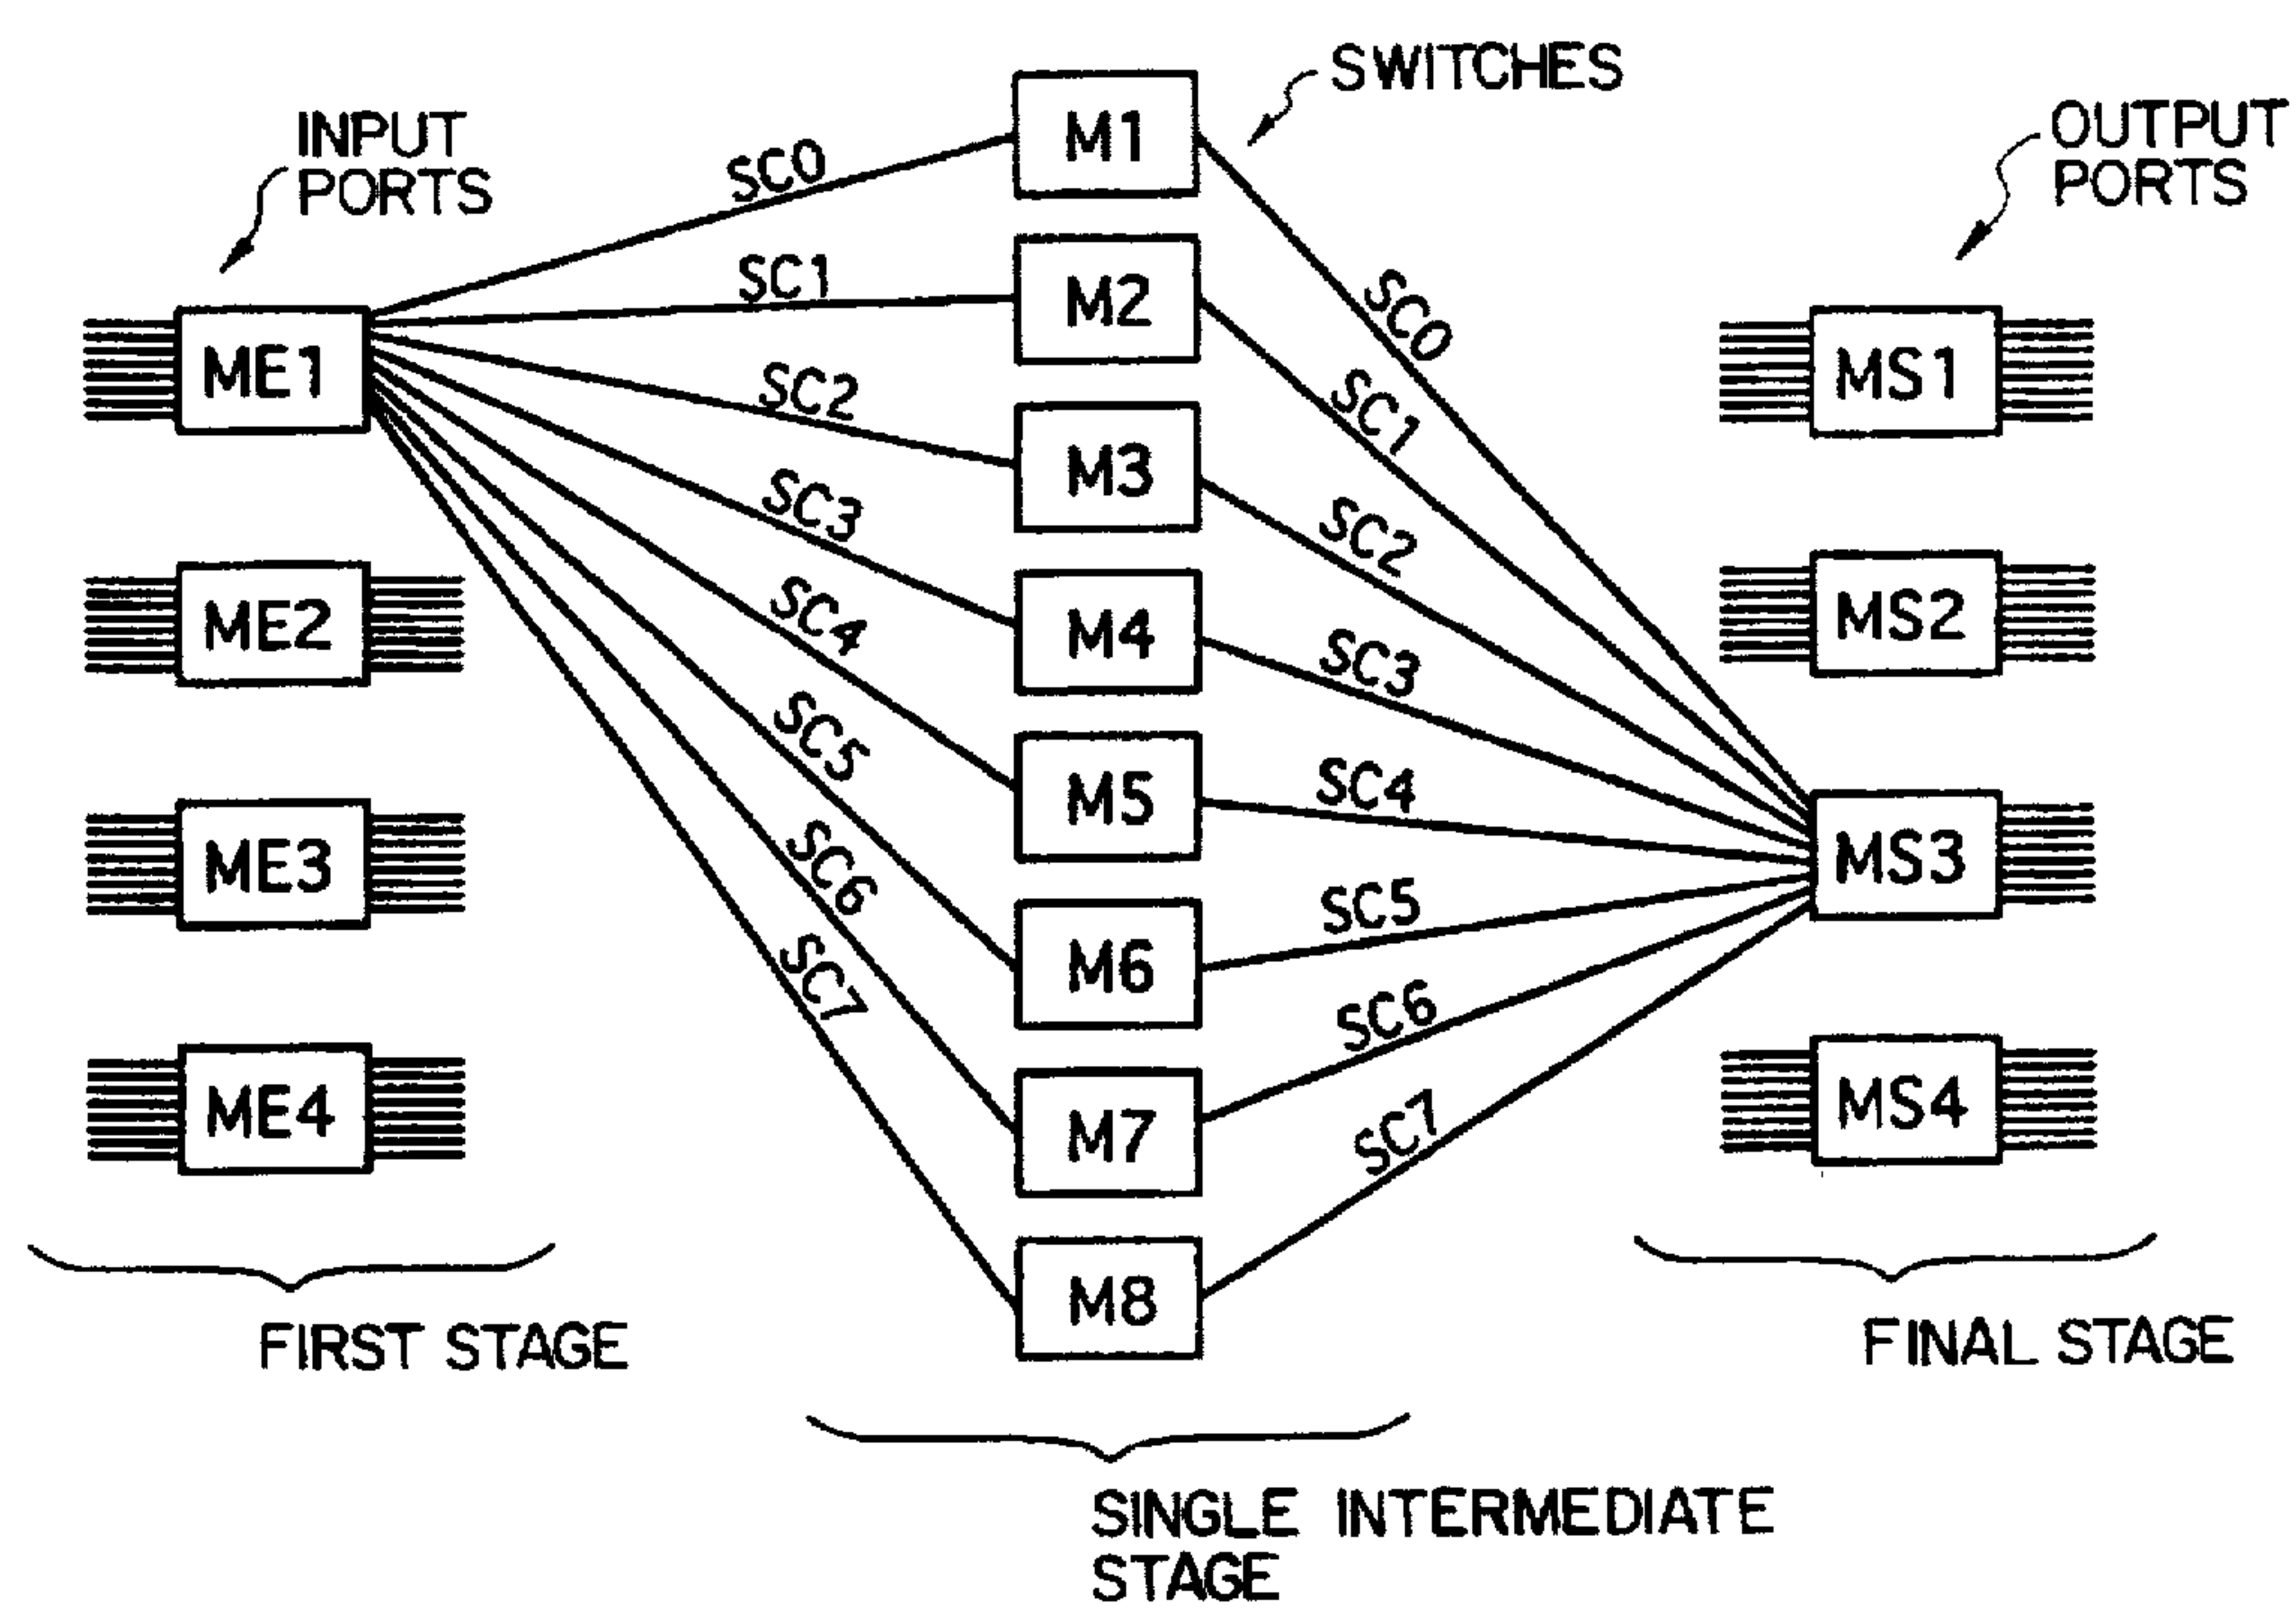 INPUT
PORTS
SWITCHES
OUTPUT
PORTS
ME1
ME2
ME3
ME4
FIRST STAGE
SC0
SC1
SC2
SC3
SC4
SC5
SC6
SC7
M1
M2
M3
M4
M5
M6
M7
M8
SINGLE INTERMEDIATE
STAGE
SC0
SC1
SC2
SC3
SC4
SC5
SC6
SC7
MS1
MS2
MS3
MS4
FINAL STAGE